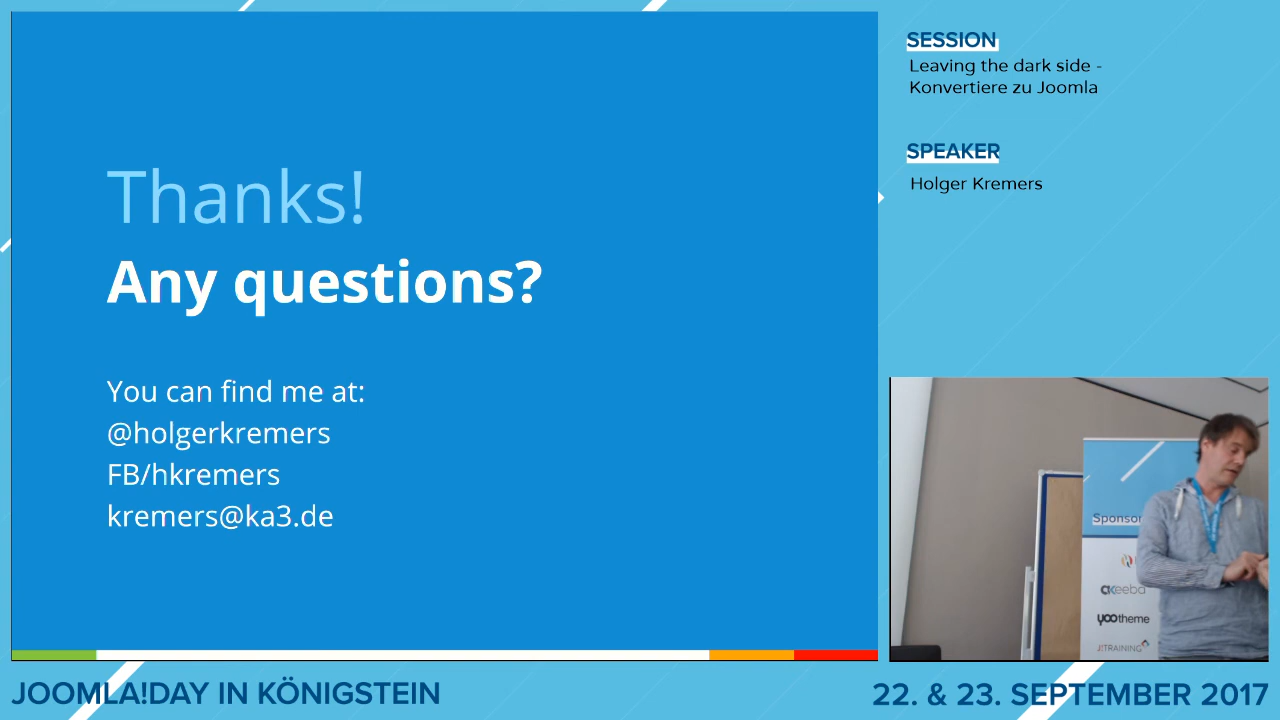 Thanks!
Any questions?
You can find me at:
@holgerkremers
FB/hkremers
kremers@ka3.de
SESSION
Leaving the dark side -
Konvertiere zu Joomla
SPEAKER
Holger Kremers
Sponsor
akeeba
yootheme
J!TRAINING
JOOMLA!DAY IN KÖNIGSTEIN
22. & 23. SEPTEMBER 2017